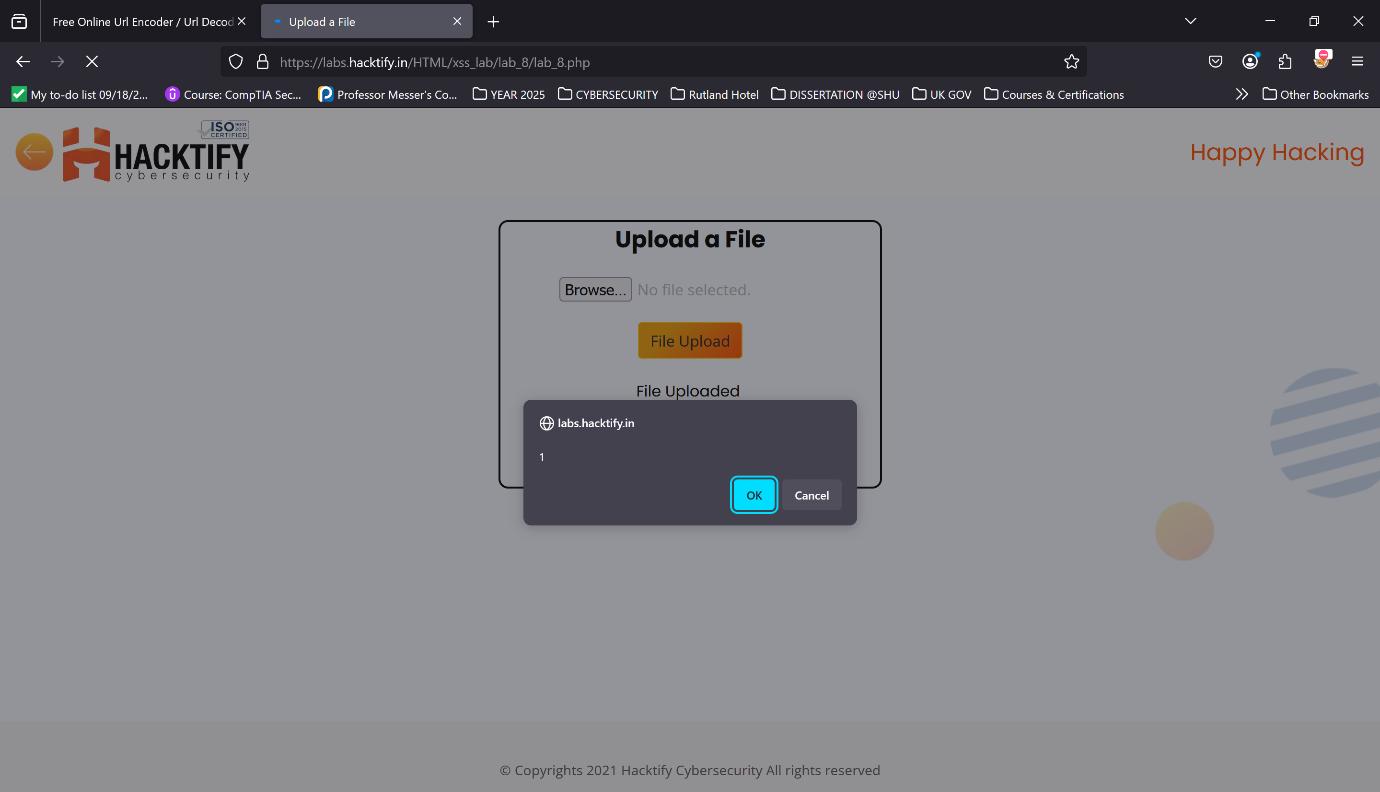 Free Online Url Encoder / Url Decod
Upload a File
https://labs.hacktify.in/HTML/xss_lab/lab_8/lab_8.php
My to-do list 09/18/2... Course: CompTIA Sec... Professor Messer's Co... YEAR 2025 CYBERSECURITY Rutland Hotel DISSERTATION @SHU UK GOV Courses & Certifications Other Bookmarks
ISO
CERTIFIED
HACKTIFY
cybersecurity
Happy Hacking
Upload a File
Browse... No file selected.
File Upload
File Uploaded
labs.hacktify.in
1
OK Cancel
© Copyrights 2021 Hacktify Cybersecurity All rights reserved